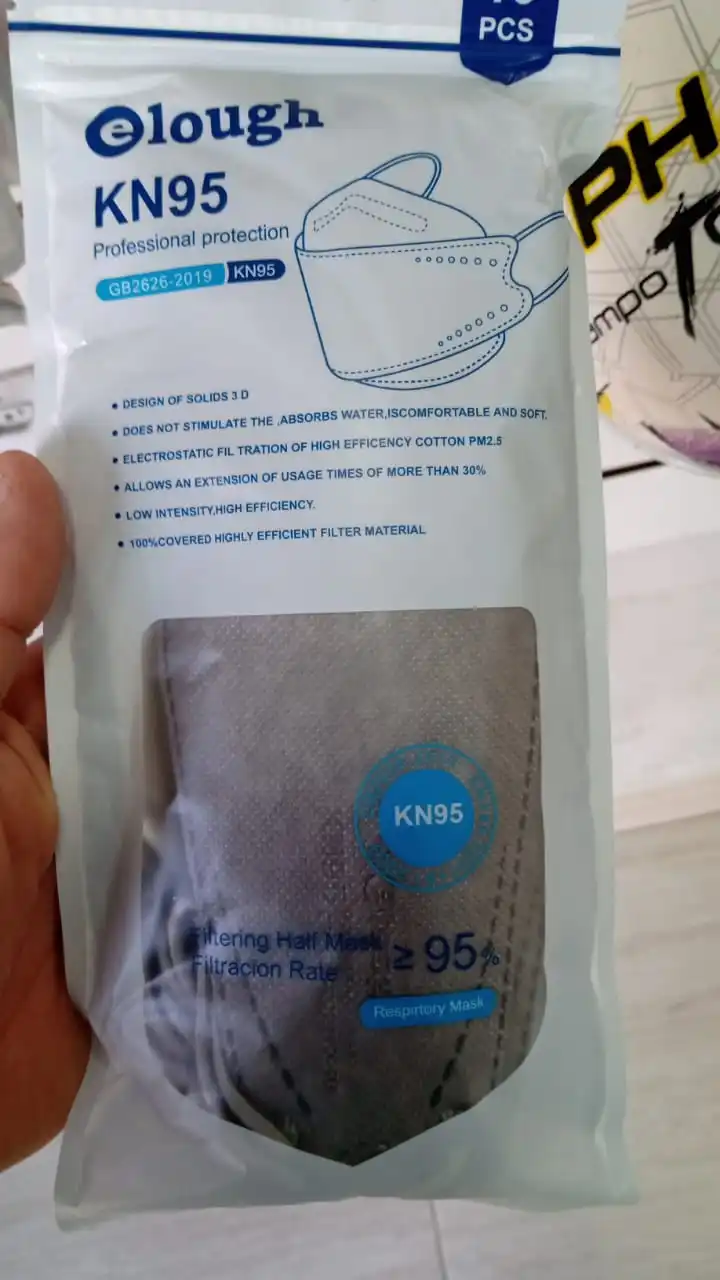 PCS
elough
KN95
Professional protection
GB2626-2019 KN95
• DESIGN OF SOLIDS 3 D
• DOES NOT STIMULATE THE ,ABSORBS WATER,ISCOMFORTABLE AND SOFT.
• ELECTROSTATIC FIL TRATION OF HIGH EFFICENCY COTTON PM2.5
• ALLOWS AN EXTENSION OF USAGE TIMES OF MORE THAN 30%
• LOW INTENSITY,HIGH EFFICIENCY.
• 100%COVERED HIGHLY EFFICIENT FILTER MATERIAL
KN95
Filtering Half Mask
Filtracion Rate
≥ 95%
Respirtory Mask
PH